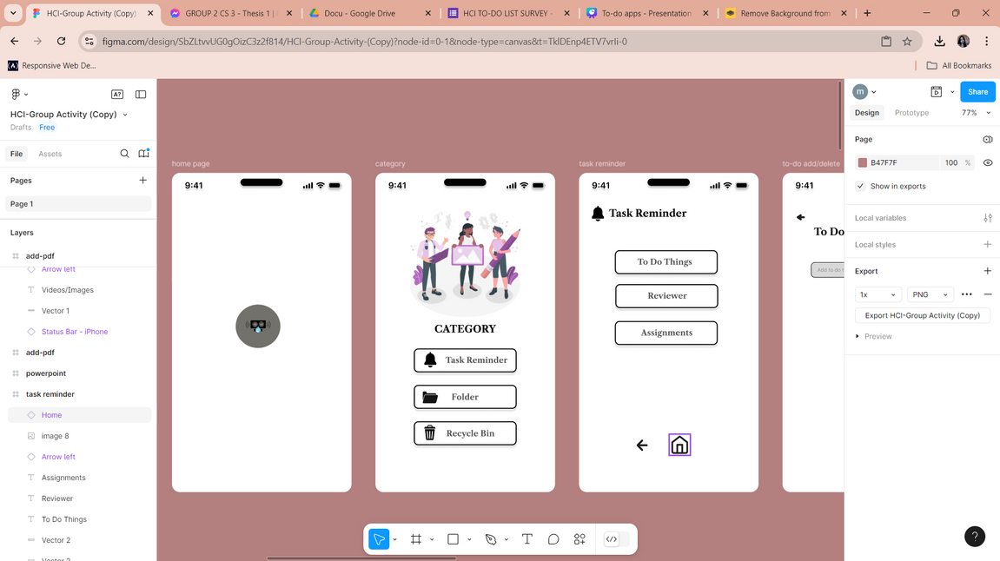 HCI-Group Activity (Copy)
GROUP 2 CS 3 - Thesis 1 |
Docu - Google Drive
HCI TO-DO LIST SURVEY -
To-do apps - Presentation
Remove Background from
figma.com/design/SbZLtvvUG0gOizC3z2f814/HCI-Group-Activity-(Copy)?node-id=0-1&node-type=canvas&t=TklDEnp4ETV7vrIi-0
Responsive Web De...
All Bookmarks
A?
HCI-Group Activity (Copy)
Drafts
Free
File
Assets
Pages
Page 1
Layers
add-pdf
Arrow left
Videos/Images
Vector 1
Status Bar - iPhone
add-pdf
powerpoint
task reminder
Home
image 8
Arrow left
Assignments
Reviewer
To Do Things
Vector 2
Vector 2
home page
9:41
category
9:41
CATEGORY
Task Reminder
Folder
Recycle Bin
task reminder
9:41
Task Reminder
To Do Things
Reviewer
Assignments
to-do add/delete
9:41
To Do
Add to do t
m
Share
Design
Prototype
77%
Page
B47F7F
100
%
Show in exports
Local variables
Local styles
Export
1x
PNG
Export HCI-Group Activity (Copy)
Preview
?